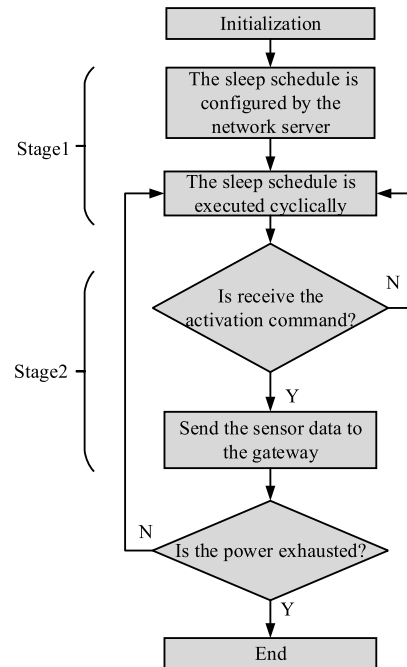 Initialization
The sleep schedule is
configured by the
network server
Stage1
The sleep schedule is
executed cyclically
N
Is receive the
activation command?
Stage2
Y
Send the sensor data to
the gateway
N
Is the power exhausted?
Y
End